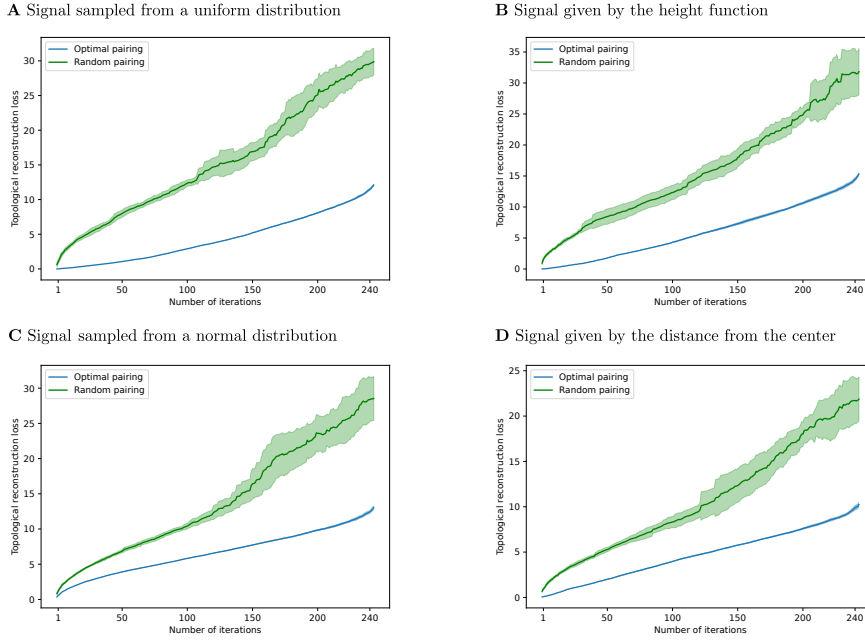 A Signal sampled from a uniform distribution
Optimal pairing
Random pairing
Topological reconstruction loss
30
25
20
15
10
5
0
1 50 100 150 200 240
Number of iterations
B Signal given by the height function
Optimal pairing
Random pairing
Topological reconstruction loss
35
30
25
20
15
10
5
0
1 50 100 150 200 240
Number of iterations
C Signal sampled from a normal distribution
Optimal pairing
Random pairing
Topological reconstruction loss
30
25
20
15
10
5
0
1 50 100 150 200 240
Number of iterations
D Signal given by the distance from the center
Optimal pairing
Random pairing
Topological reconstruction loss
25
20
15
10
5
0
1 50 100 150 200 240
Number of iterations